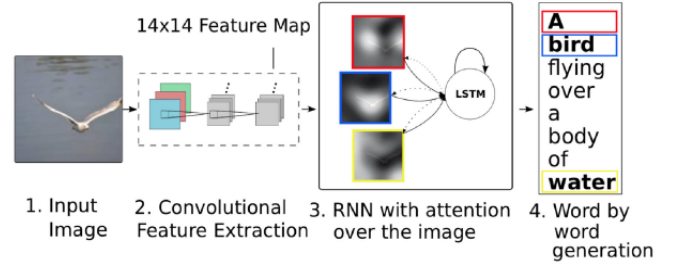 14x14 Feature Map
LSTM
A
bird
flying
over
a
body
of
water
1. Input
Image
2. Convolutional
Feature Extraction
3. RNN with attention
over the image
4. Word by
word
generation